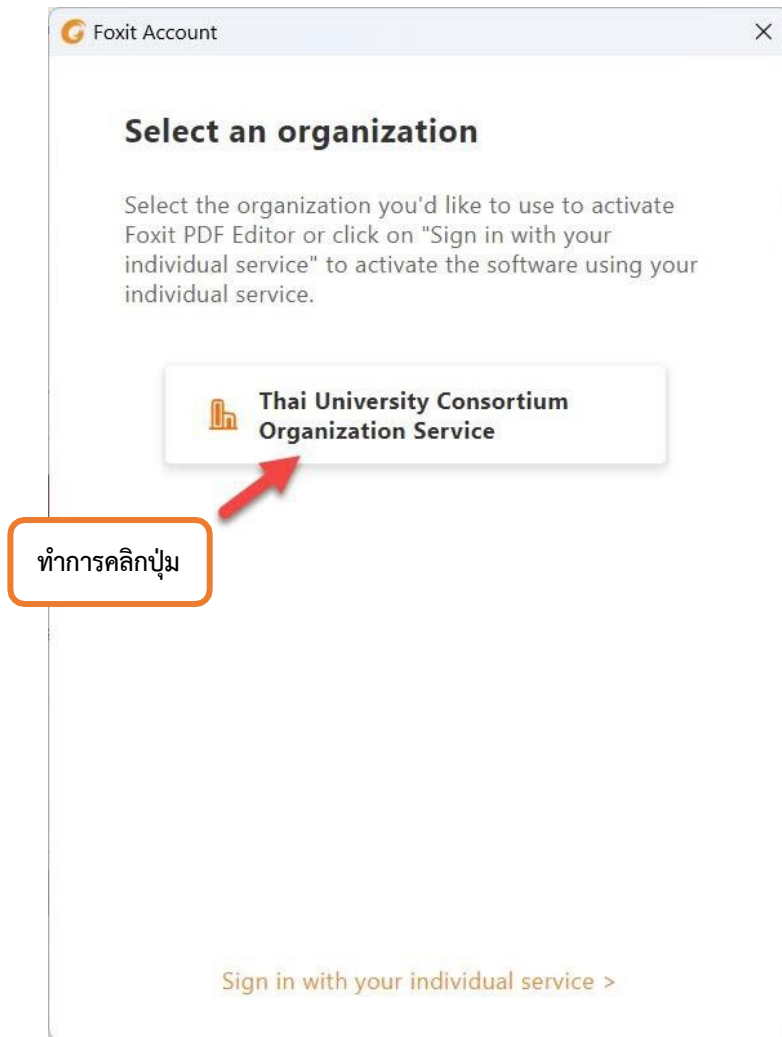 Foxit Account
Select an organization
Select the organization you'd like to use to activate
Foxit PDF Editor or click on "Sign in with your
individual service" to activate the software using your
individual service.
Thai University Consortium
Organization Service
ทำการคลิกปุ่ม
Sign in with your individual service >